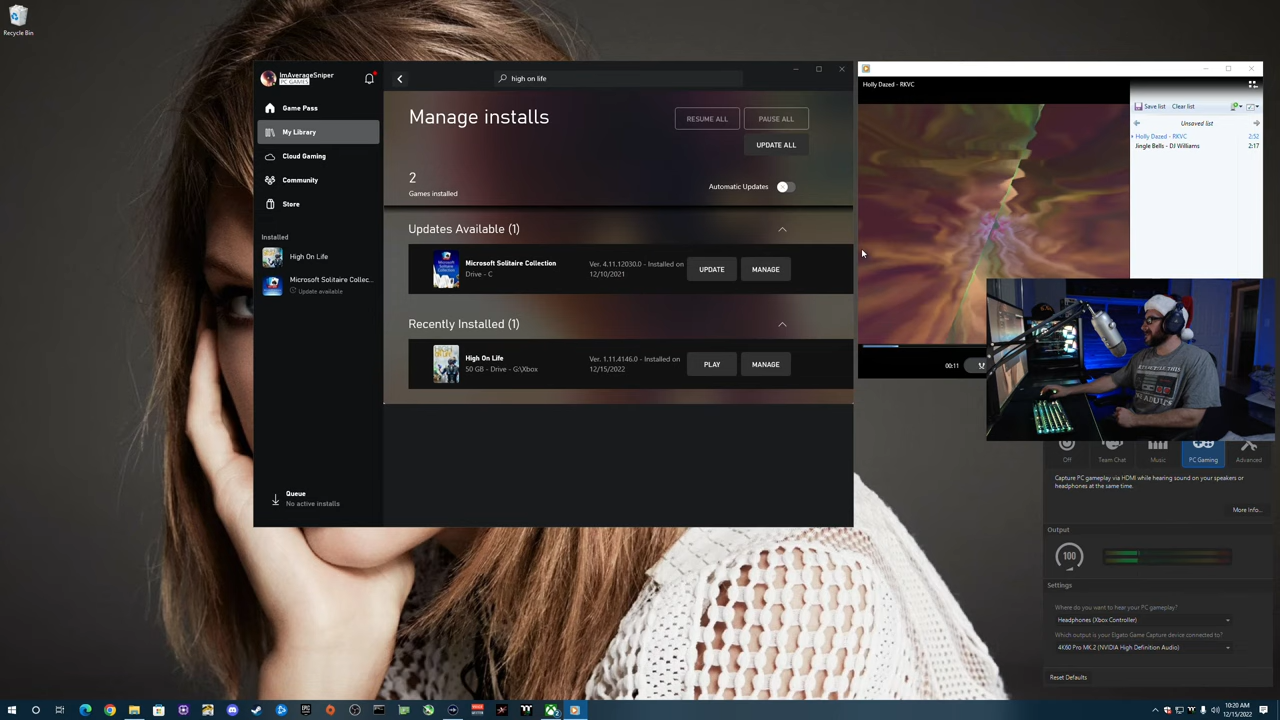 Recycle Bin
ImAverageSniper
PC GAMES
high on life
Game Pass
My Library
Cloud Gaming
Community
Store
Installed
High On Life
Microsoft Solitaire Collec...
Update available
Queue
No active installs
Manage installs
RESUME ALL
PAUSE ALL
UPDATE ALL
2
Games installed
Automatic Updates
Updates Available (1)
Microsoft Solitaire Collection
Drive - C
Ver. 4.11.12030.0 - Installed on
12/10/2021
UPDATE
MANAGE
Recently Installed (1)
High On Life
50 GB - Drive - G:\Xbox
Ver. 1.11.4146.0 - Installed on
12/15/2022
PLAY
MANAGE
Holly Dazed - RKVC
Save list
Clear list
Unsaved list
Holly Dazed - RKVC 2:52
Jingle Bells - DJ Williams 2:17
00:11
Off
Team Chat
Music
PC Gaming
Advanced
Capture PC gameplay via HDMI while hearing sound on your speakers or
headphones at the same time.
More Info...
Output
100
Settings
Where do you want to hear your PC gameplay?
Headphones (Xbox Controller)
Which output is your Elgato Game Capture device connected to?
4K60 Pro MK.2 (NVIDIA High Definition Audio)
Reset Defaults
10:20 AM
12/15/2022